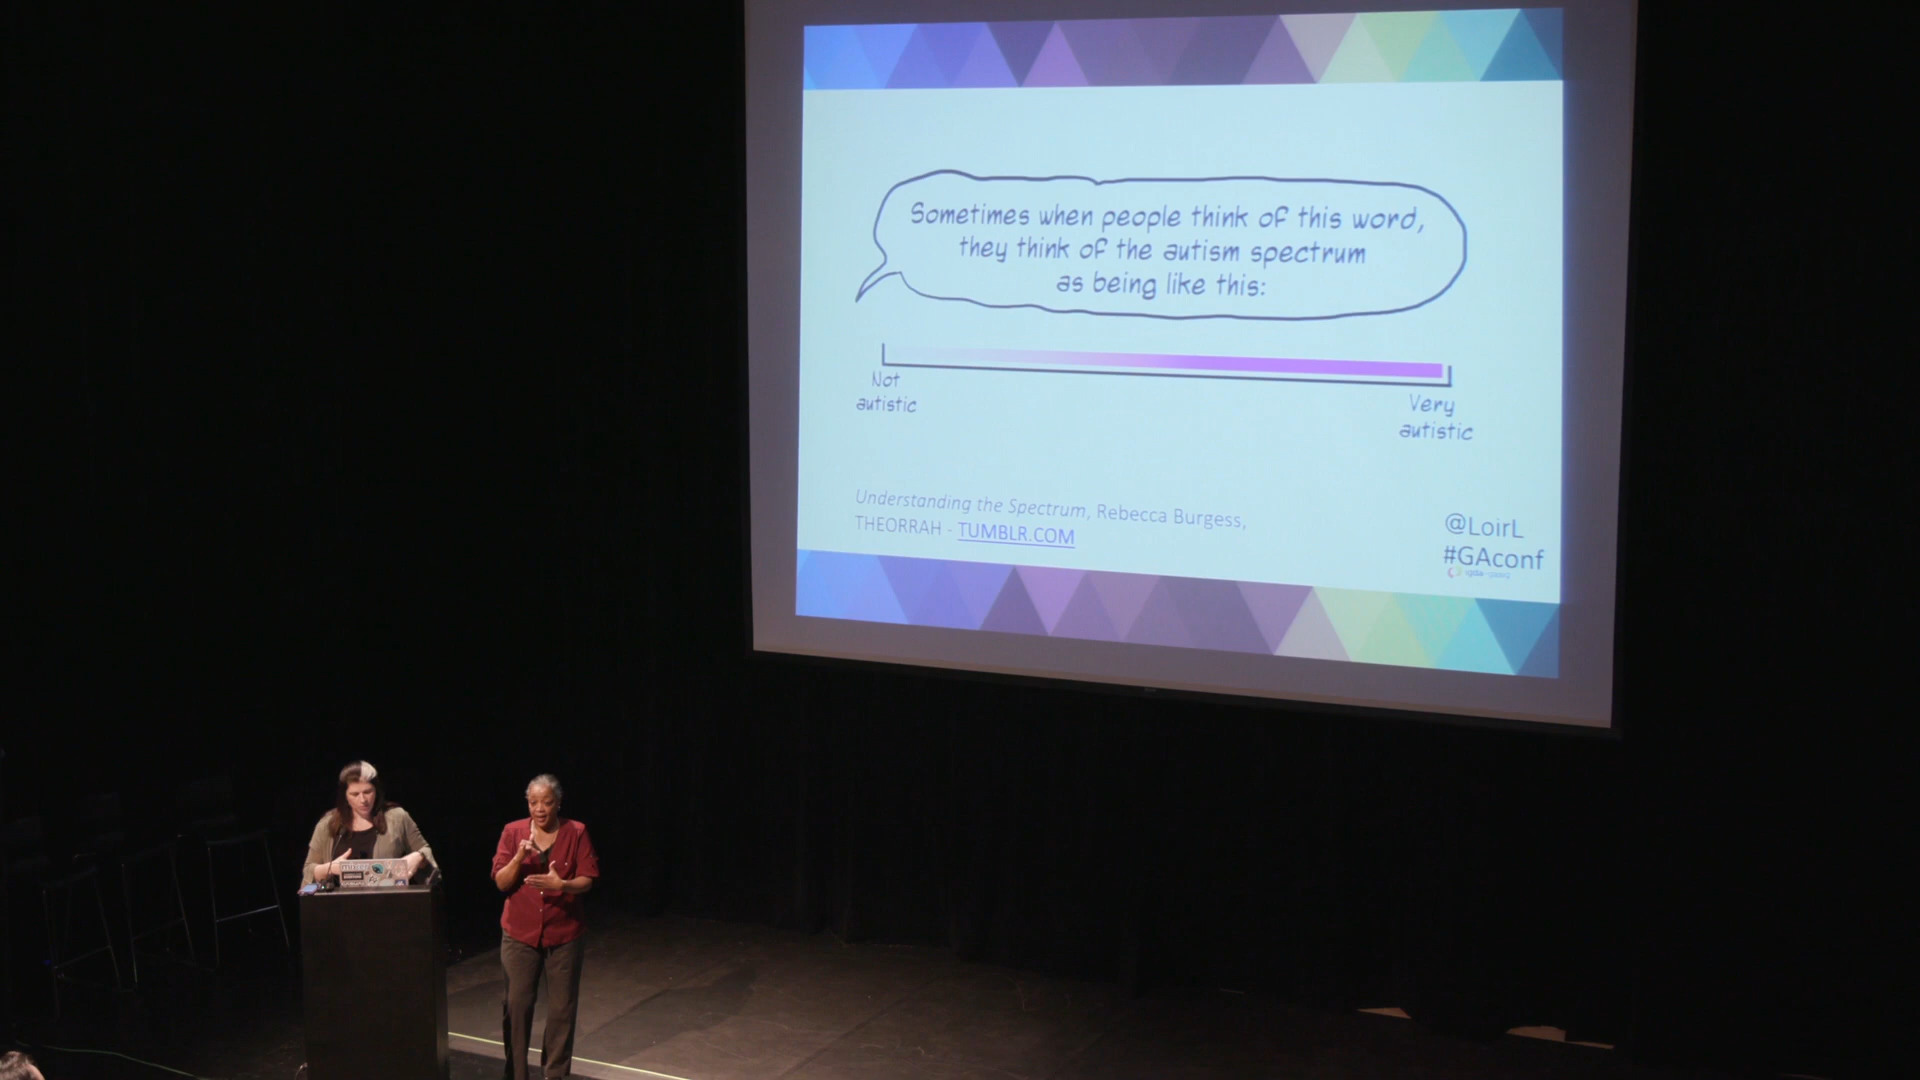 Sometimes when people think of this word,
they think of the autism spectrum
as being like this:
Not
autistic
Very
autistic
Understanding the Spectrum, Rebecca Burgess,
THEORRAH - TUMBLR.COM
@LoirL
#GAconf